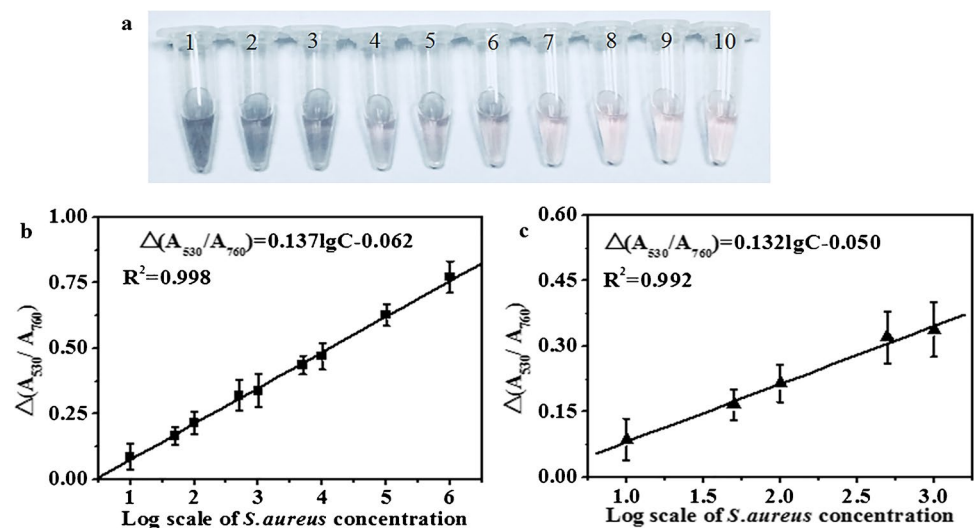 a
1 2 3 4 5 6 7 8 9 10
b
△(A530/A760)=0.137lgC-0.062
R2=0.998
△(A530/ A760)
1.00
0.75
0.50
0.25
0.00
1 2 3 4 5 6
Log scale of S.aureus concentration
c
△(A530/A760)=0.132lgC-0.050
R2=0.992
△(A530/ A760)
0.60
0.45
0.30
0.15
0.00
1.0 1.5 2.0 2.5 3.0
Log scale of S.aureus concentration